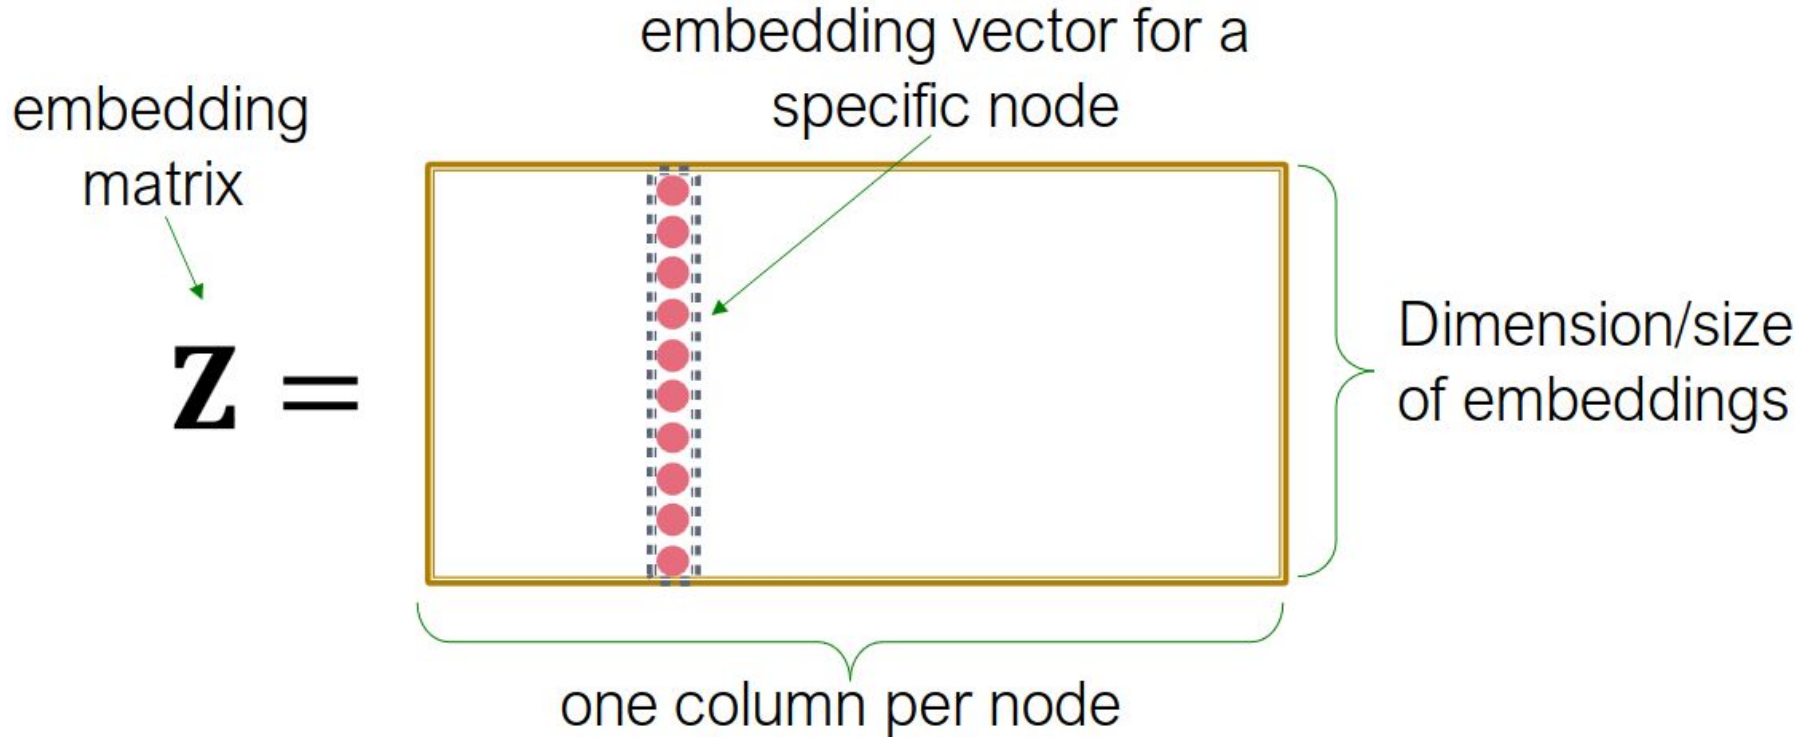 embedding vector for a
specific node
embedding
matrix
Z =
Dimension/size
of embeddings
one column per node